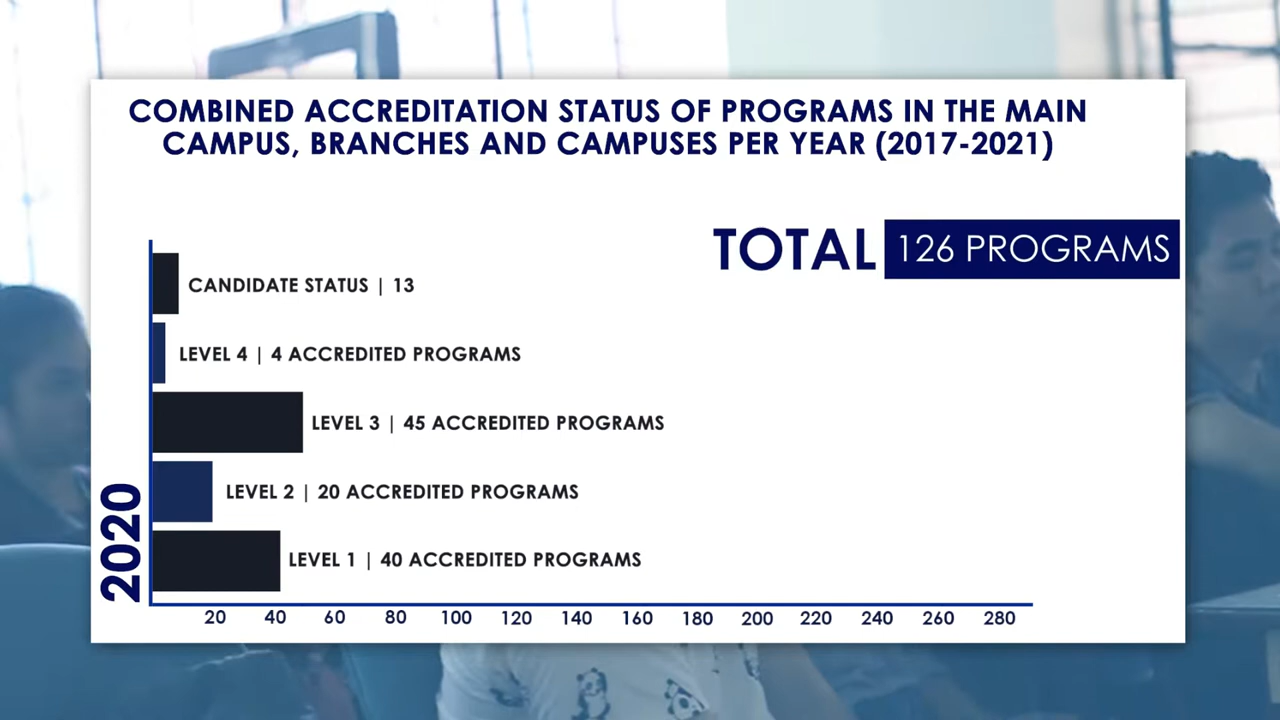 COMBINED ACCREDITATION STATUS OF PROGRAMS IN THE MAIN
CAMPUS, BRANCHES AND CAMPUSES PER YEAR (2017-2021)
TOTAL 126 PROGRAMS
CANDIDATE STATUS | 13
LEVEL 4 | 4 ACCREDITED PROGRAMS
LEVEL 3 | 45 ACCREDITED PROGRAMS
LEVEL 2 | 20 ACCREDITED PROGRAMS
LEVEL 1 | 40 ACCREDITED PROGRAMS
2020
20 40 60 80 100 120 140 160 180 200 220 240 260 280